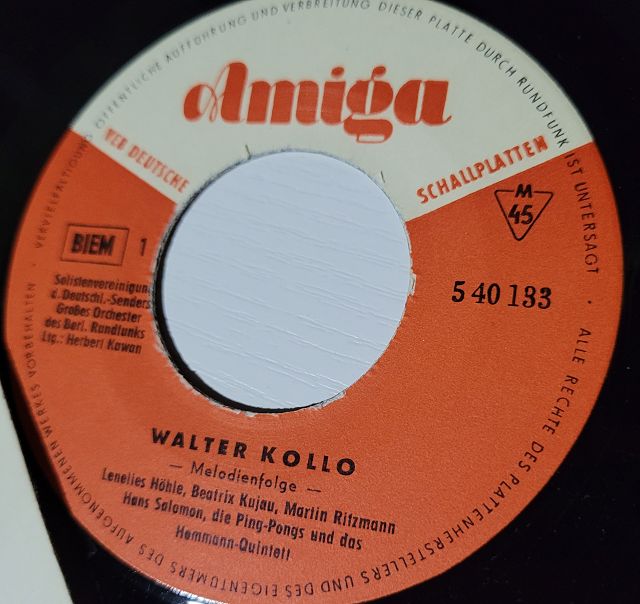 Amiga
VEB DEUTSCHE
SCHALLPLATTEN
M
45
BIEM 1
5 40 183
Solistenvereinigun
d. Deutschl.-Senders
Großes Orchester
des Berl. Rundfunks
Ltg.: Herbert Kawan
WALTER KOLLO
— Melodienfolge —
Lenelies Höhle, Beatrix Kujau, Martin Ritzmann
Hans Salomon, die Ping-Pongs und das
Hemmann-Quintett
ALLE RECHTE DES PLATTENHERSTELLERS UND DES EIGENTÜMERS DES AUFGENOMMENEN WERKES VORBEHALTEN · VERVIELFÄLTIGUNG, ÖFFENTLICHE AUFFÜHRUNG UND VERBREITUNG DIESER PLATTE DURCH RUNDFUNK IST UNTERSAGT ·